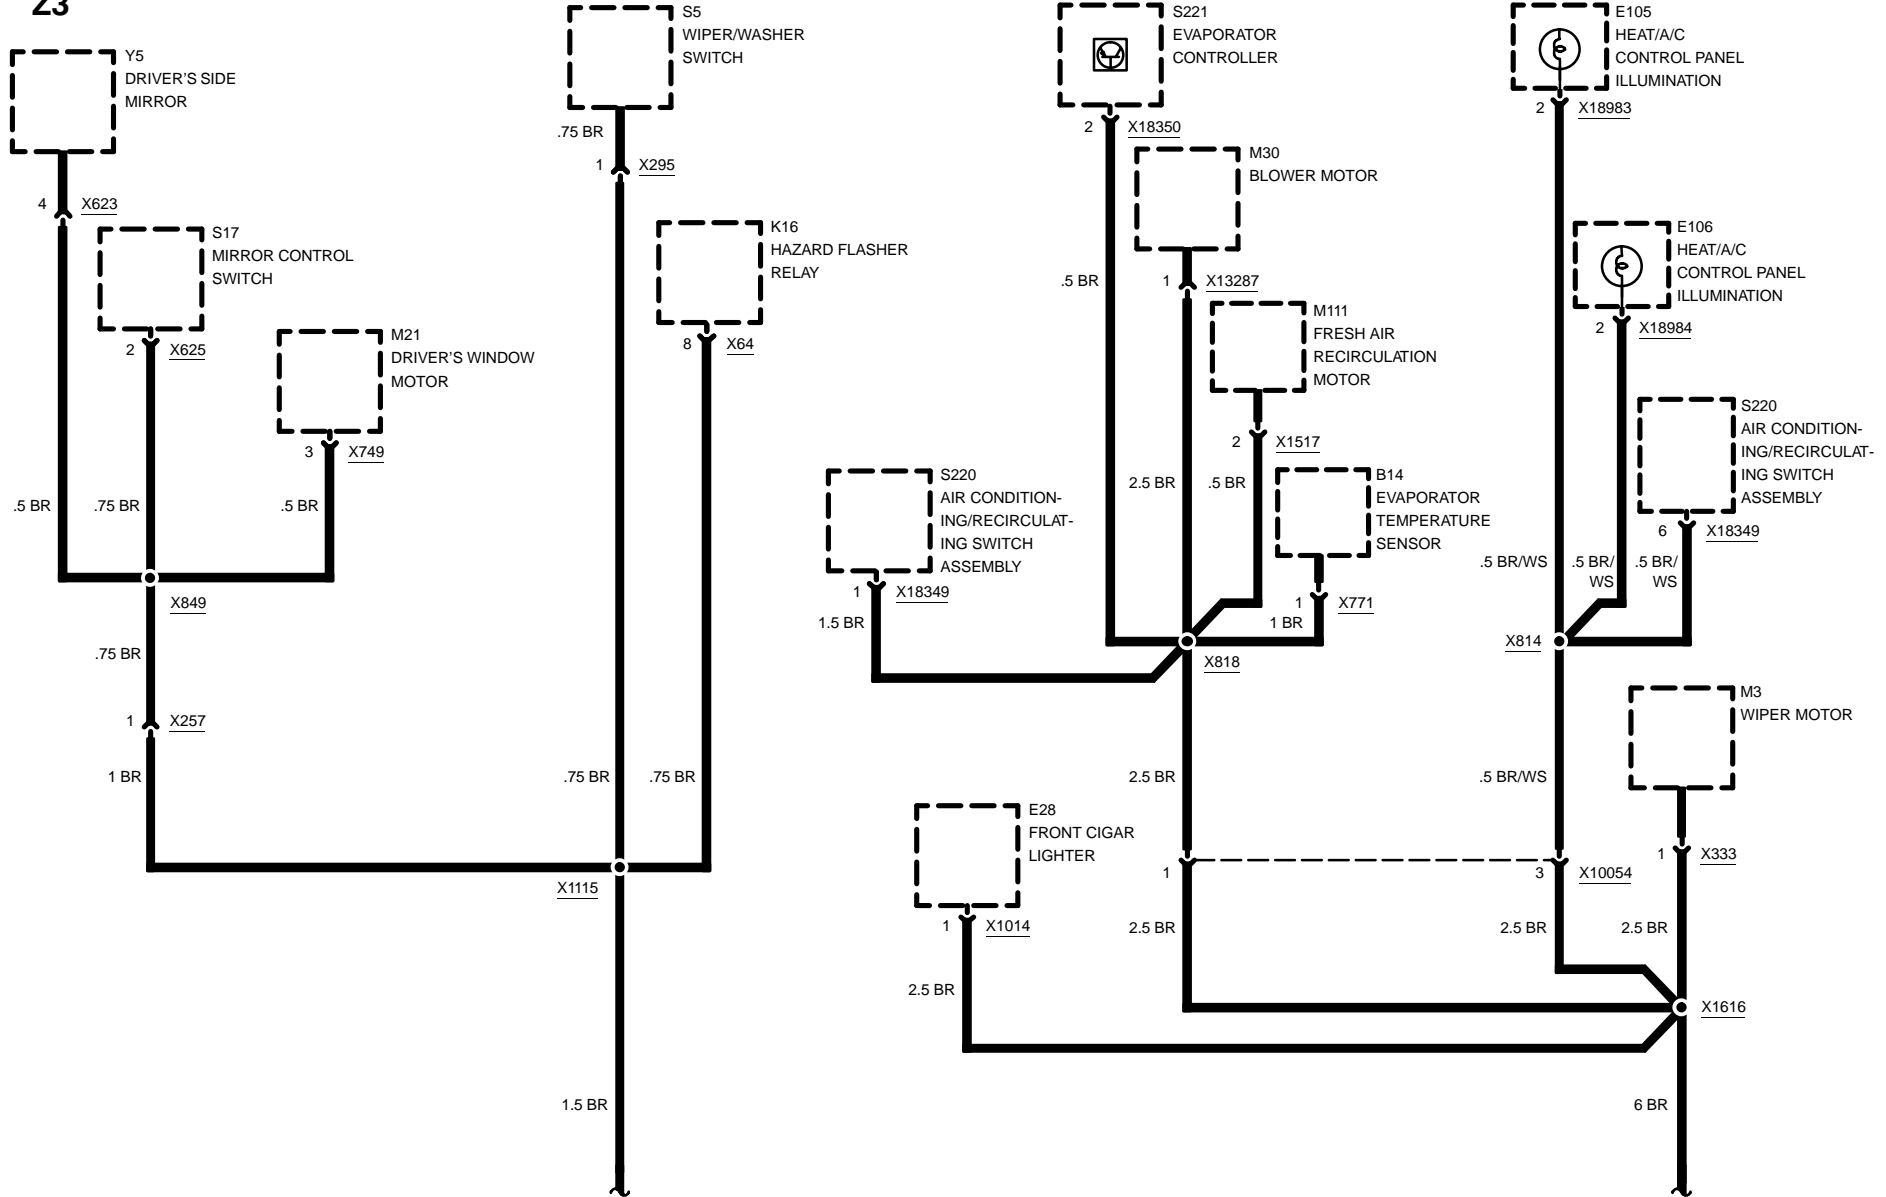 Z3
Y5
DRIVER'S SIDE
MIRROR
4 X623
S17
MIRROR CONTROL
SWITCH
2 X625
M21
DRIVER'S WINDOW
MOTOR
3 X749
.5 BR
.75 BR
.5 BR
X849
.75 BR
1 X257
1 BR
S5
WIPER/WASHER
SWITCH
.75 BR
1 X295
K16
HAZARD FLASHER
RELAY
8 X64
.75 BR
.75 BR
X1115
1.5 BR
S221
EVAPORATOR
CONTROLLER
2 X18350
M30
BLOWER MOTOR
.5 BR
1 X13287
M111
FRESH AIR
RECIRCULATION
MOTOR
2 X1517
2.5 BR
.5 BR
B14
EVAPORATOR
TEMPERATURE
SENSOR
1 X771
1 BR
S220
AIR CONDITION-
ING/RECIRCULAT-
ING SWITCH
ASSEMBLY
1 X18349
1.5 BR
X818
2.5 BR
E28
FRONT CIGAR
LIGHTER
1 X1014
2.5 BR
1
2.5 BR
E105
HEAT/A/C
CONTROL PANEL
ILLUMINATION
2 X18983
E106
HEAT/A/C
CONTROL PANEL
ILLUMINATION
2 X18984
S220
AIR CONDITION-
ING/RECIRCULAT-
ING SWITCH
ASSEMBLY
6 X18349
.5 BR/WS
.5 BR/
WS
.5 BR/
WS
X814
M3
WIPER MOTOR
.5 BR/WS
3 X10054
1 X333
2.5 BR
2.5 BR
X1616
6 BR